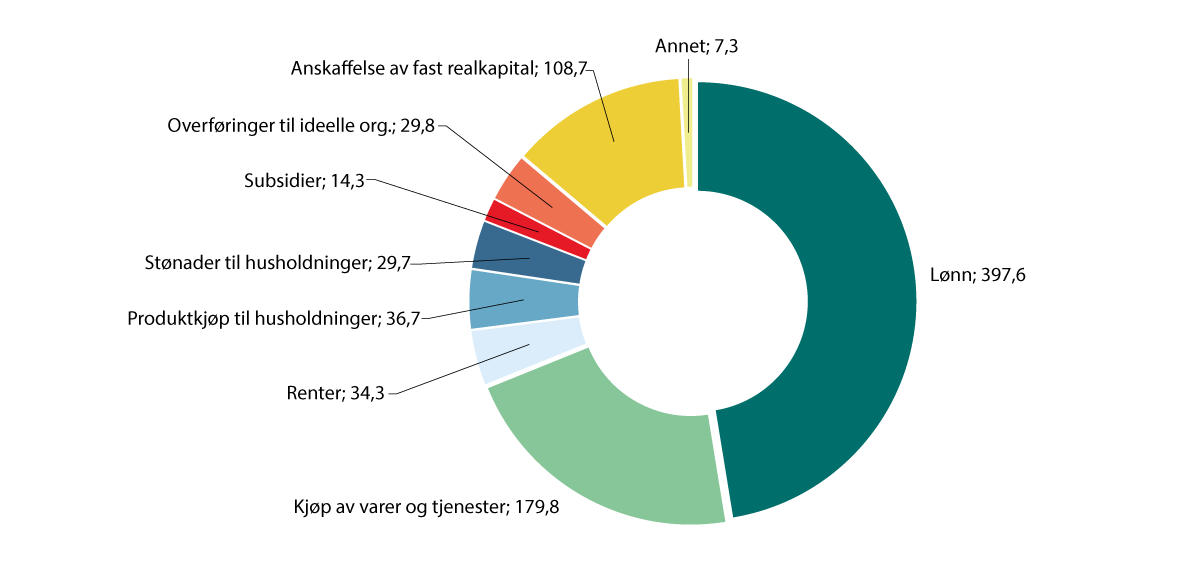 Annet; 7,3
Anskaffelse av fast realkapital; 108,7
Overføringer til ideelle org.; 29,8
Subsidier; 14,3
Stønader til husholdninger; 29,7
Lønn; 397,6
Produktkjøp til husholdninger; 36,7
Renter; 34,3
Kjøp av varer og tjenester; 179,8